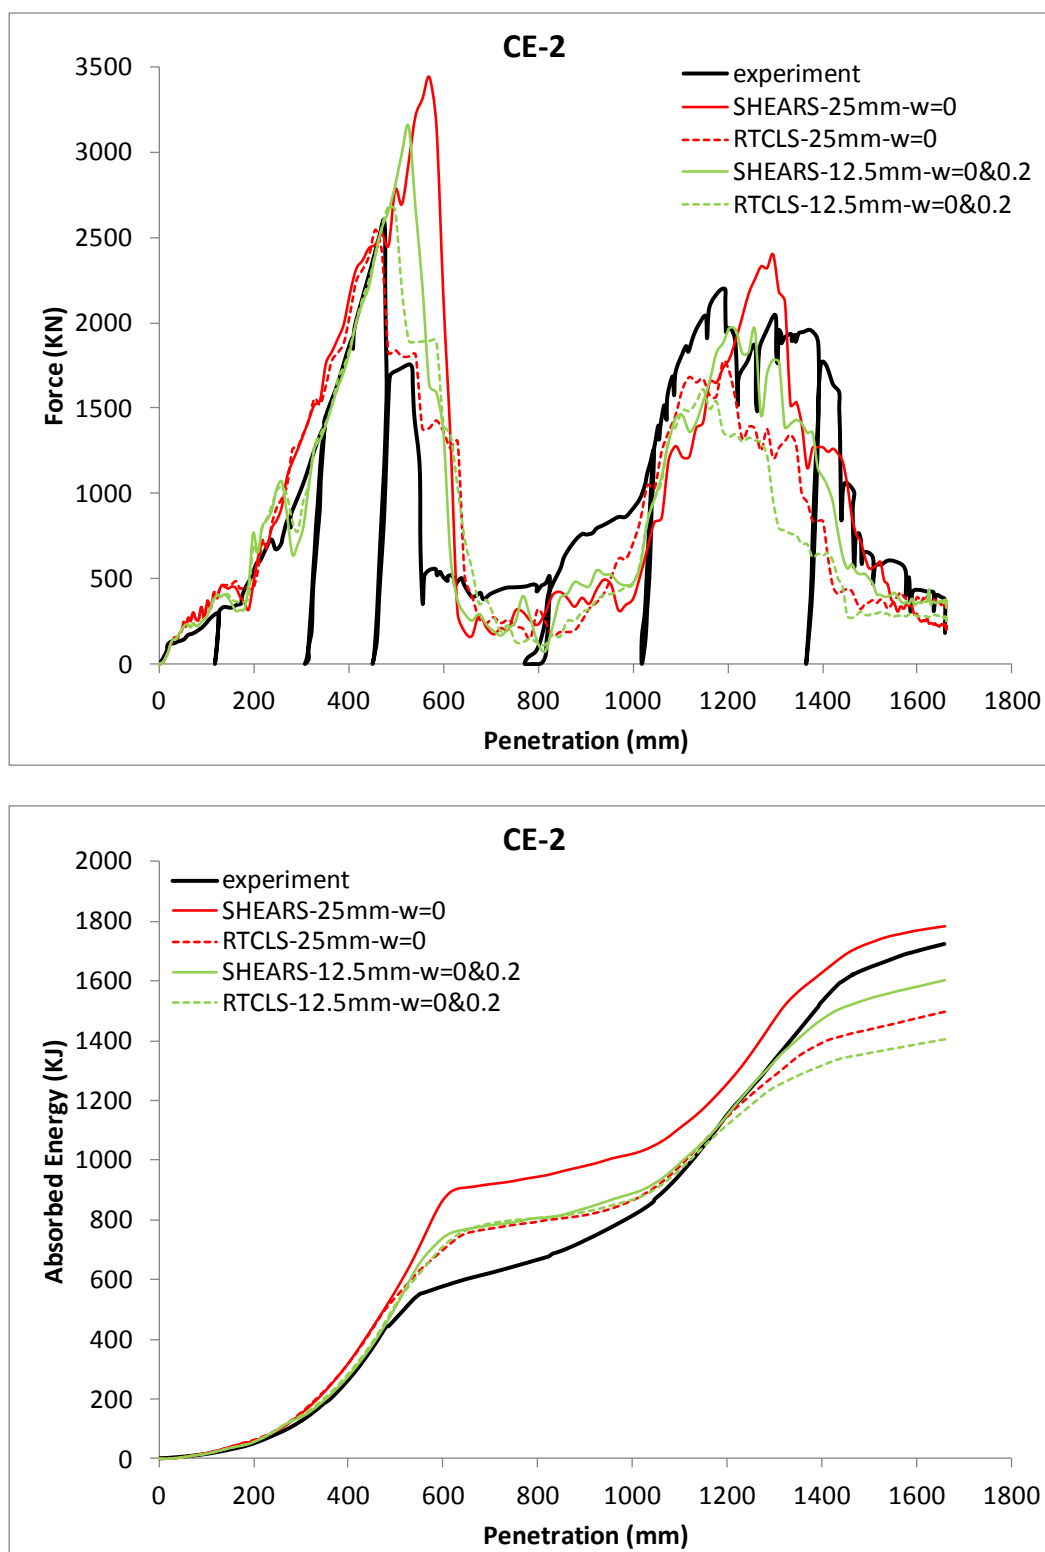 CE-2
3500
3000
2500
2000
1500
1000
500
0
Force (KN)
experiment
SHEARS-25mm-w=0
RTCLS-25mm-w=0
SHEARS-12.5mm-w=0&0.2
RTCLS-12.5mm-w=0&0.2
0 200 400 600 800 1000 1200 1400 1600 1800
Penetration (mm)
CE-2
2000
1800
1600
1400
1200
1000
800
600
400
200
0
Absorbed Energy (KJ)
experiment
SHEARS-25mm-w=0
RTCLS-25mm-w=0
SHEARS-12.5mm-w=0&0.2
RTCLS-12.5mm-w=0&0.2
0 200 400 600 800 1000 1200 1400 1600 1800
Penetration (mm)